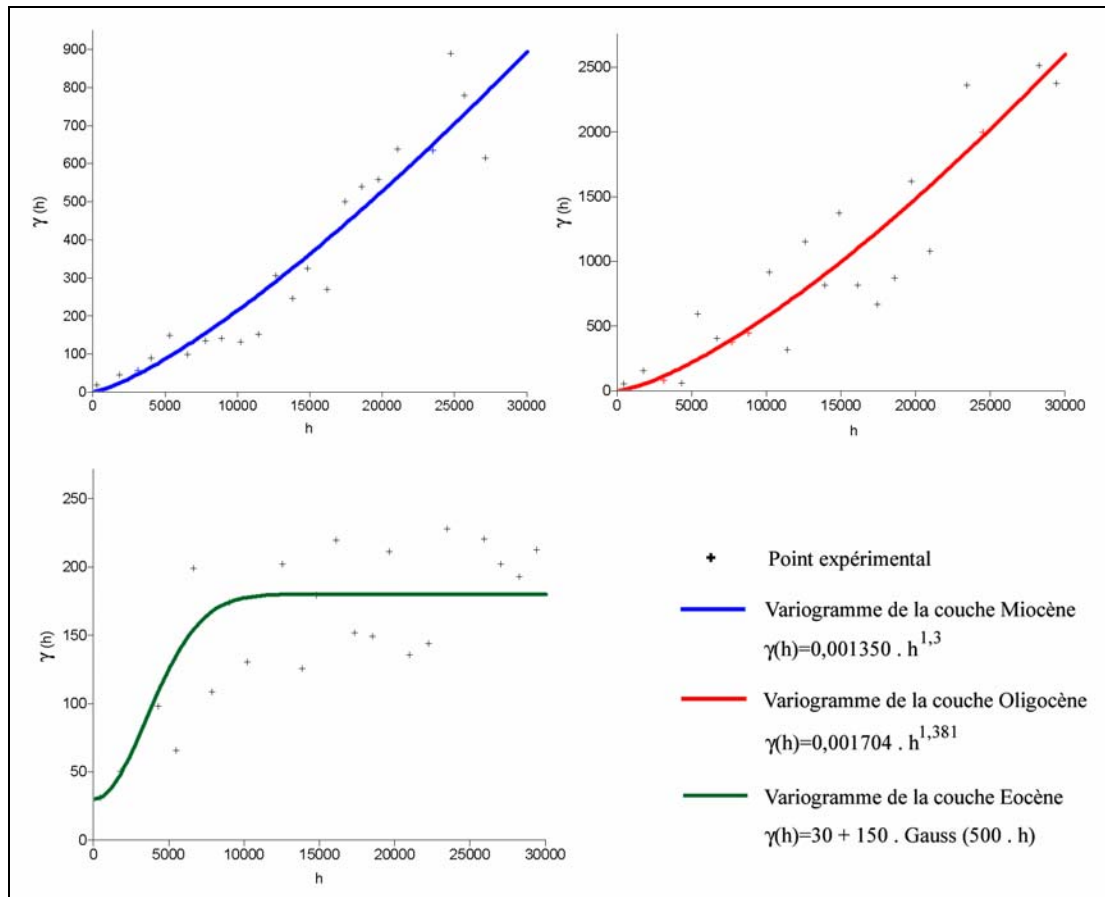 γ (h)
900
800
700
600
500
400
300
200
100
0
0 5000 10000 15000 20000 25000 30000
h
γ (h)
2500
2000
1500
1000
500
0
0 5000 10000 15000 20000 25000 30000
h
γ (h)
250
200
150
100
50
0
0 5000 10000 15000 20000 25000 30000
h
+ Point expérimental
Variogramme de la couche Miocène
γ(h)=0,001350 . h^1,3
Variogramme de la couche Oligocène
γ(h)=0,001704 . h^1,381
Variogramme de la couche Eocène
γ(h)=30 + 150 . Gauss (500 . h)